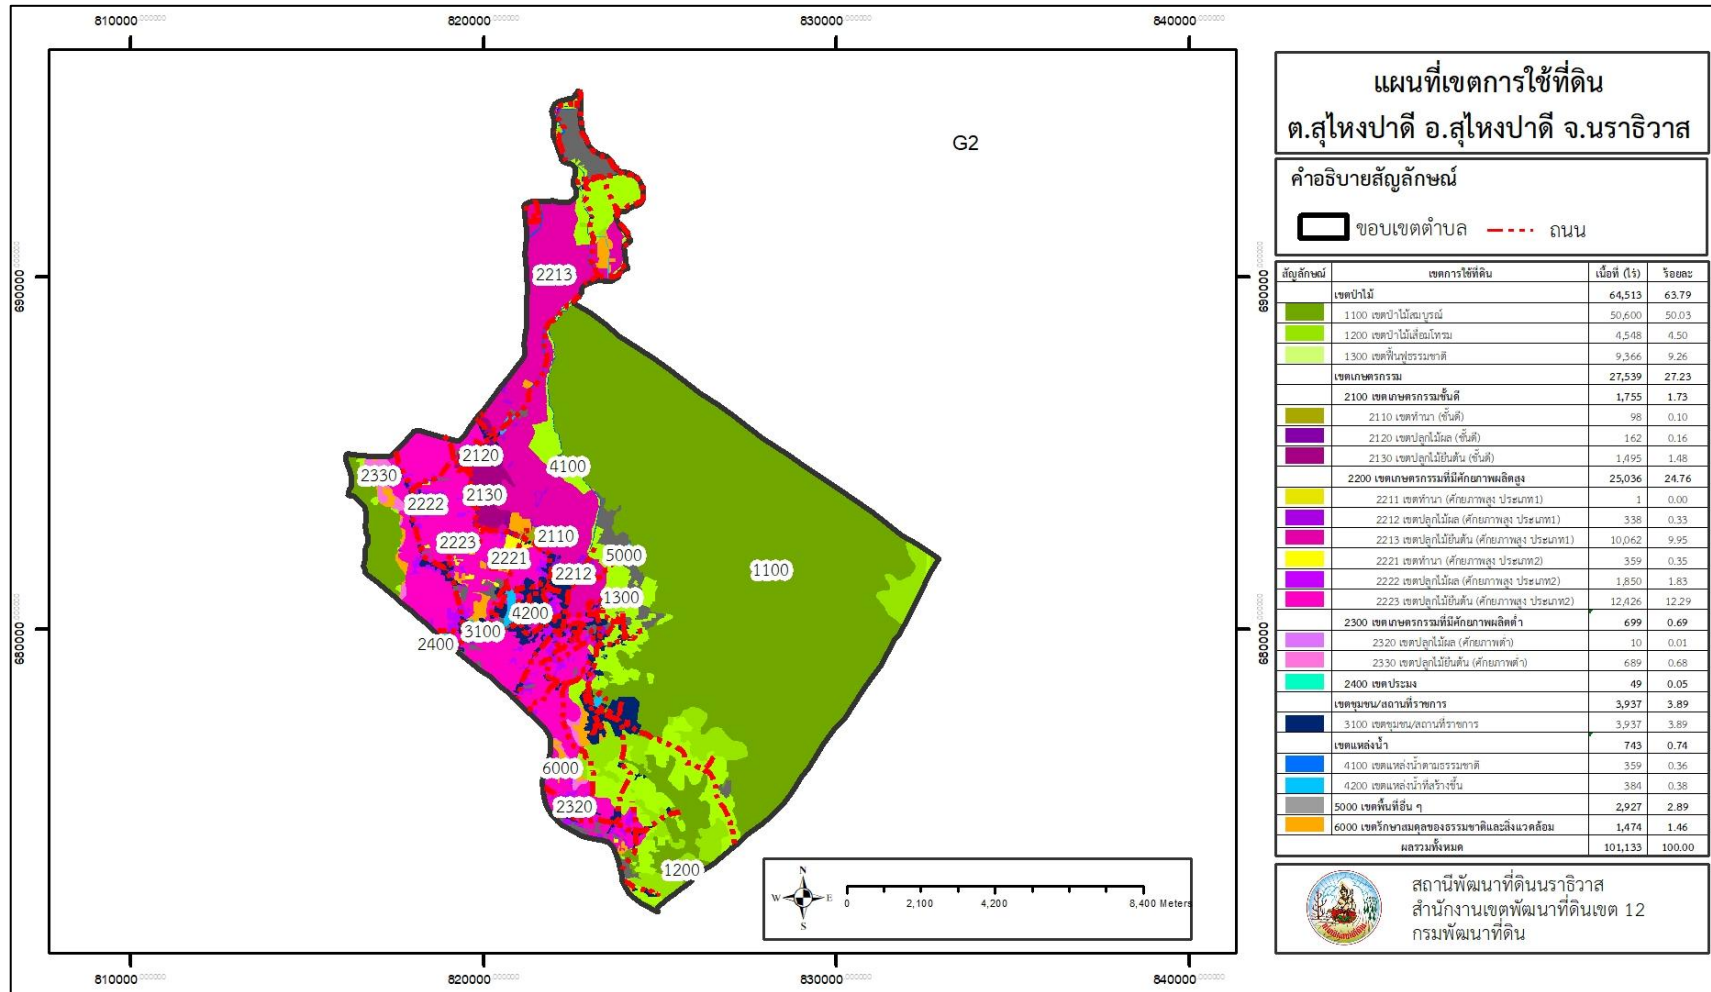 810000
820000
830000
840000
G2
690000
680000
690000
680000
2213
2330
2120
4100
2222
2130
2223
2110
2221
2212
5000
1100
1300
4200
3100
2400
6000
2320
1200
N
W
E
S
0
2,100
4,200
8,400 Meters
810000
820000
830000
840000
แผนที่เขตการใช้ที่ดิน
ต.สุไหงปาดี อ.สุไหงปาดี จ.นราธิวาส
คำอธิบายสัญลักษณ์
ขอบเขตตำบล ถนน
สัญลักษณ์ เขตการใช้ที่ดิน เนื้อที่ (ไร่) ร้อยละ
เขตป่าไม้ 64,513 63.79
1100 เขตป่าไม้สมบูรณ์ 50,600 50.03
1200 เขตป่าไม้เสื่อมโทรม 4,548 4.50
1300 เขตฟื้นฟูธรรมชาติ 9,366 9.26
เขตเกษตรกรรม 27,539 27.23
2100 เขตเกษตรกรรมชั้นดี 1,755 1.73
2110 เขตทำนา (ชั้นดี) 98 0.10
2120 เขตปลูกไม้ผล (ชั้นดี) 162 0.16
2130 เขตปลูกไม้ยืนต้น (ชั้นดี) 1,495 1.48
2200 เขตเกษตรกรรมที่มีศักยภาพผลิตสูง 25,036 24.76
2211 เขตทำนา (ศักยภาพสูง ประเภท1) 1 0.00
2212 เขตปลูกไม้ผล (ศักยภาพสูง ประเภท1) 338 0.33
2213 เขตปลูกไม้ยืนต้น (ศักยภาพสูง ประเภท1) 10,062 9.95
2221 เขตทำนา (ศักยภาพสูง ประเภท2) 359 0.35
2222 เขตปลูกไม้ผล (ศักยภาพสูง ประเภท2) 1,850 1.83
2223 เขตปลูกไม้ยืนต้น (ศักยภาพสูง ประเภท2) 12,426 12.29
2300 เขตเกษตรกรรมที่มีศักยภาพผลิตต่ำ 699 0.69
2320 เขตปลูกไม้ผล (ศักยภาพต่ำ) 10 0.01
2330 เขตปลูกไม้ยืนต้น (ศักยภาพต่ำ) 689 0.68
2400 เขตประมง 49 0.05
เขตชุมชน/สถานที่ราชการ 3,937 3.89
3100 เขตชุมชน/สถานที่ราชการ 3,937 3.89
เขตแหล่งน้ำ 743 0.74
4100 เขตแหล่งน้ำตามธรรมชาติ 359 0.36
4200 เขตแหล่งน้ำที่สร้างขึ้น 384 0.38
5000 เขตพื้นที่อื่น ๆ 2,927 2.89
6000 เขตรักษาสมดุลของธรรมชาติและสิ่งแวดล้อม 1,474 1.46
ผลรวมทั้งหมด 101,133 100.00
สถานีพัฒนาที่ดินนราธิวาส
สำนักงานเขตพัฒนาที่ดินเขต 12
กรมพัฒนาที่ดิน